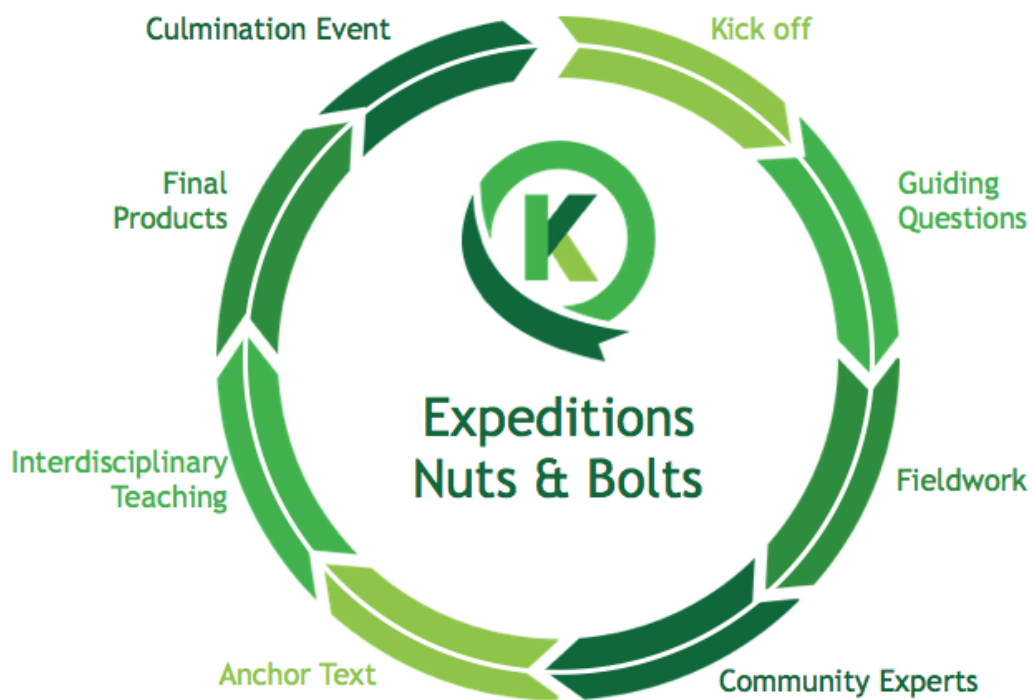 Culmination Event
Kick off
Final
Products
Guiding
Questions
K
Expeditions
Nuts & Bolts
Interdisciplinary
Teaching
Fieldwork
Anchor Text
Community Experts